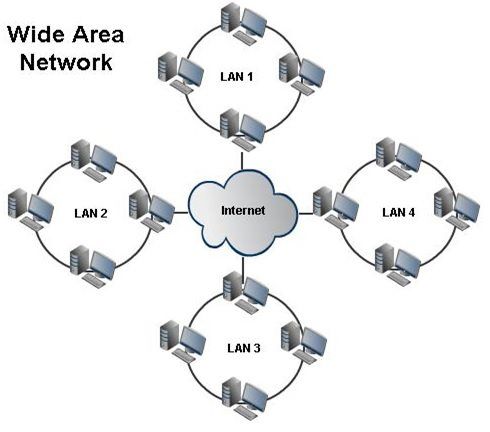 Wide Area
Network
LAN 1
LAN 2
Internet
LAN 4
LAN 3